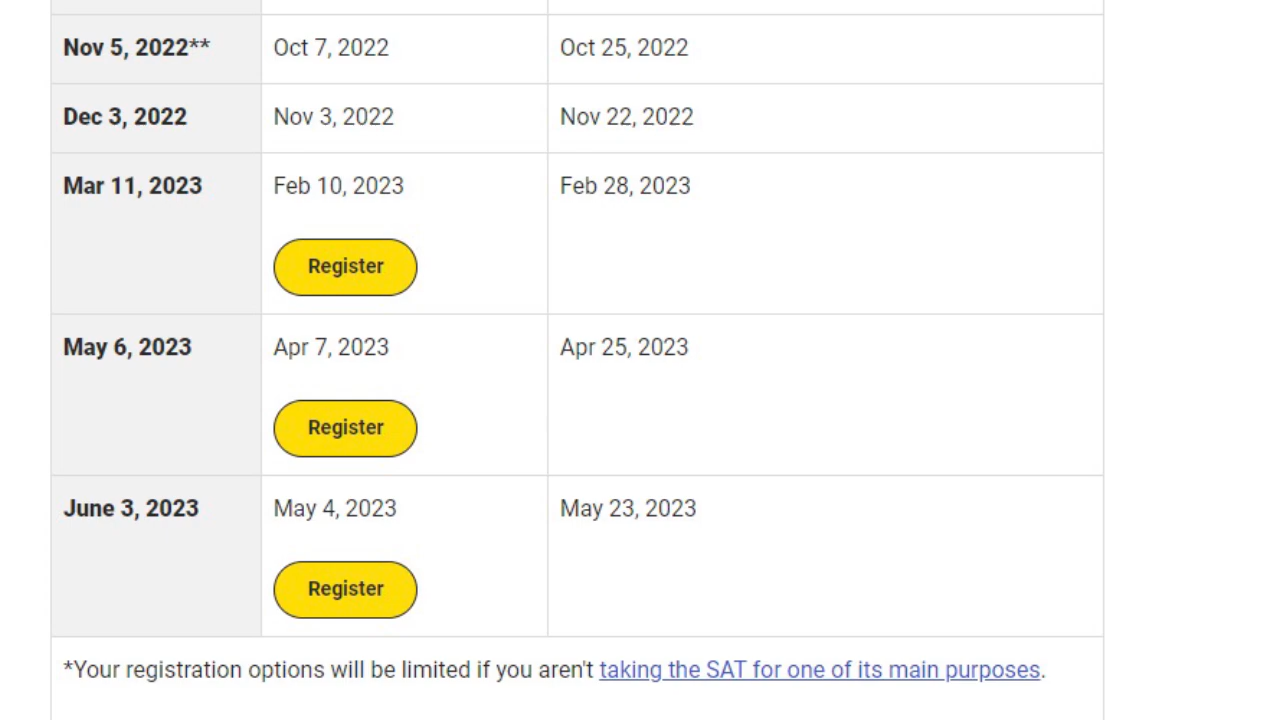 Nov 5, 2022** Oct 7, 2022 Oct 25, 2022
Dec 3, 2022 Nov 3, 2022 Nov 22, 2022
Mar 11, 2023 Feb 10, 2023 Feb 28, 2023
Register
May 6, 2023 Apr 7, 2023 Apr 25, 2023
Register
June 3, 2023 May 4, 2023 May 23, 2023
Register
*Your registration options will be limited if you aren't taking the SAT for one of its main purposes.